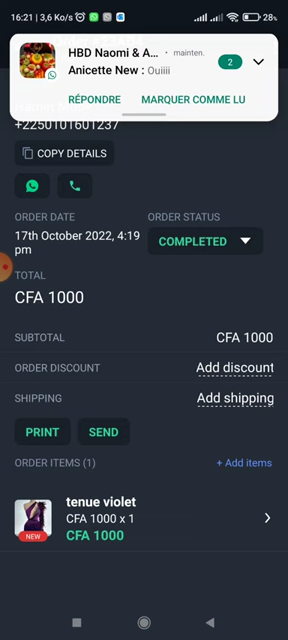 16:21 | 3,6 Ko/s
28%
HBD Naomi & A... • mainten.
Anicette New : Ouiiii
2
RÉPONDRE MARQUER COMME LU
+2250101601237
COPY DETAILS
ORDER DATE
ORDER STATUS
17th October 2022, 4:19
pm
COMPLETED
TOTAL
CFA 1000
SUBTOTAL CFA 1000
ORDER DISCOUNT Add discount
SHIPPING Add shipping
PRINT SEND
ORDER ITEMS (1) + Add items
tenue violet
CFA 1000 x 1
CFA 1000
NEW